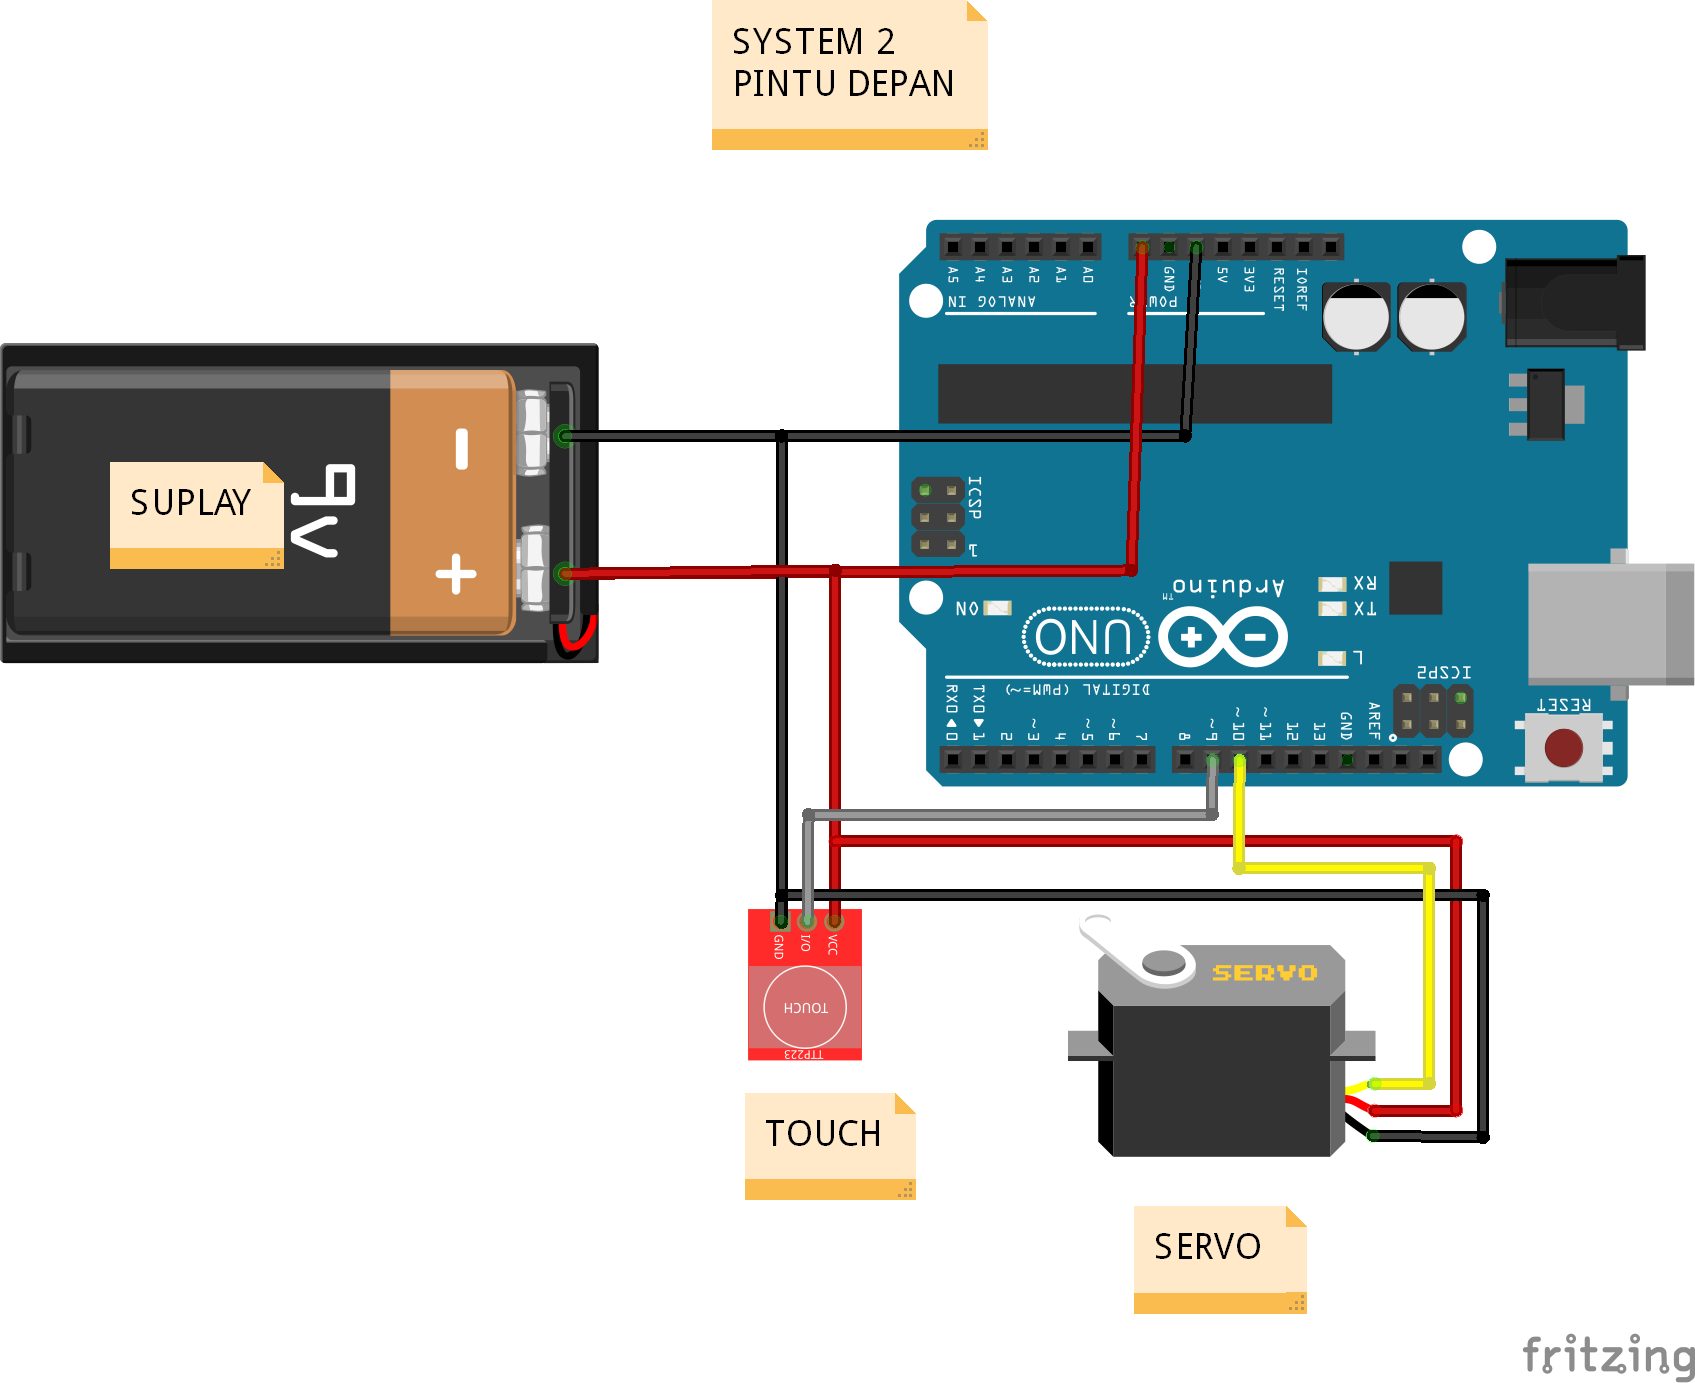 SYSTEM 2
PINTU DEPAN
A5
A4
A3
A2
A1
A0
GND
5V
3V3
RESET
IOREF
ANALOG IN
SUPLAY
9V
ICSP
1
ON
UNO
Arduino
TM
RX
TX
L
ICSP2
RESET
DIGITAL (PWM=~)
RX0
0
TX0
1
2
~3
4
~5
~6
7
8
~9
~10
~11
12
13
GND
AREF
GND
I/O
VCC
TOUCH
TTP223
SERVO
TOUCH
SERVO
fritzing